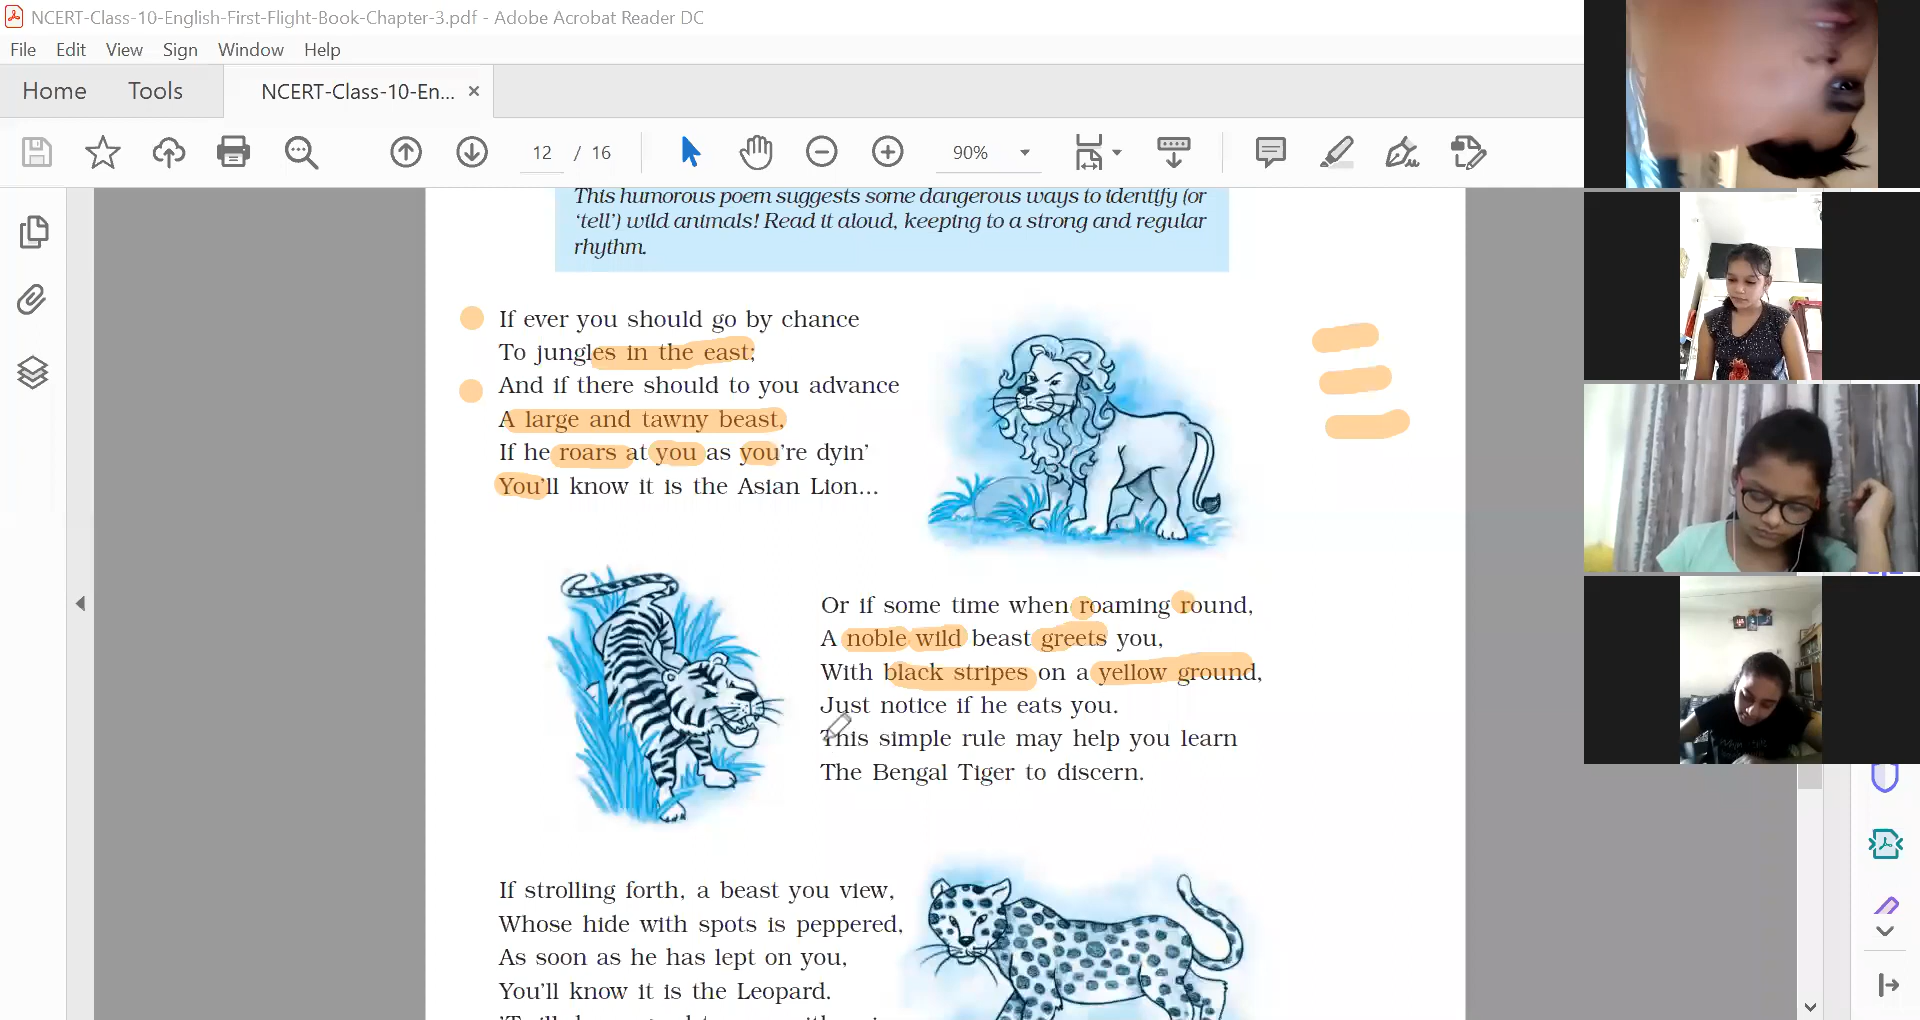 NCERT-Class-10-English-First-Flight-Book-Chapter-3.pdf - Adobe Acrobat Reader DC
File Edit View Sign Window Help
Home Tools NCERT-Class-10-En... ×
12 / 16 90%
This humorous poem suggests some dangerous ways to identify (or
‘tell’) wild animals! Read it aloud, keeping to a strong and regular
rhythm.
If ever you should go by chance
To jungles in the east;
And if there should to you advance
A large and tawny beast,
If he roars at you as you’re dyin’
You’ll know it is the Asian Lion...
Or if some time when roaming round,
A noble wild beast greets you,
With black stripes on a yellow ground,
Just notice if he eats you.
This simple rule may help you learn
The Bengal Tiger to discern.
If strolling forth, a beast you view,
Whose hide with spots is peppered,
As soon as he has lept on you,
You’ll know it is the Leopard.